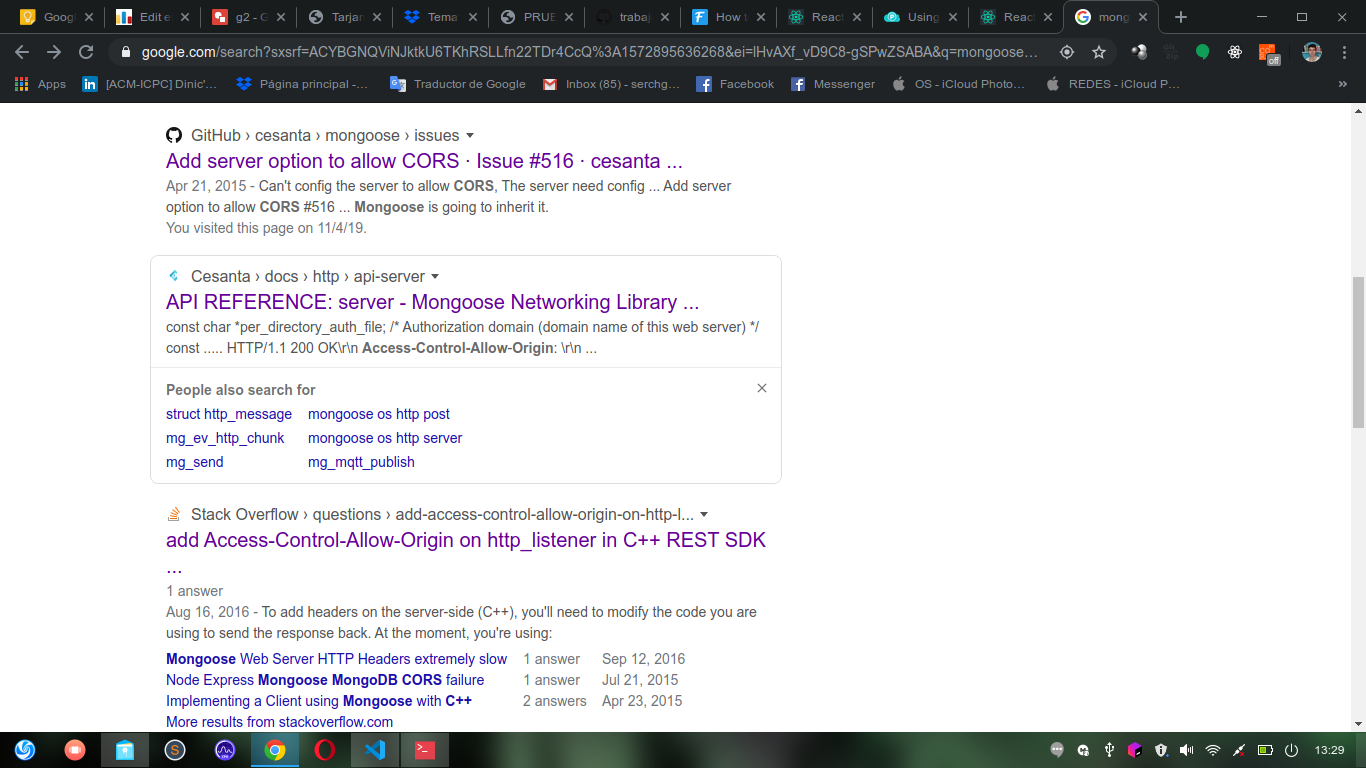 Goog
Edit e
g2 - G
Tarjar
Tema
PRUE
trabaj
How t
React
Using
React
mong
google.com/search?sxsrf=ACYBGNQViNJktkU6TKhRSLLfn22TDr4CcQ%3A1572895636268&ei=lHvAXf_vD9C8-gSPwZSABA&q=mongoose…
off
Apps
[ACM-ICPC] Dinic'…
Página principal -…
Traductor de Google
Inbox (85) - serchg…
Facebook
Messenger
OS - iCloud Photo…
REDES - iCloud P…
»
GitHub › cesanta › mongoose › issues
Add server option to allow CORS · Issue #516 · cesanta ...
Apr 21, 2015 - Can't config the server to allow CORS, The server need config ... Add server
option to allow CORS #516 ... Mongoose is going to inherit it.
You visited this page on 11/4/19.
Cesanta › docs › http › api-server
API REFERENCE: server - Mongoose Networking Library ...
const char *per_directory_auth_file; /* Authorization domain (domain name of this web server) */
const ..... HTTP/1.1 200 OK\r\n Access-Control-Allow-Origin: \r\n ...
People also search for
struct http_message
mongoose os http post
mg_ev_http_chunk
mongoose os http server
mg_send
mg_mqtt_publish
Stack Overflow › questions › add-access-control-allow-origin-on-http-l...
add Access-Control-Allow-Origin on http_listener in C++ REST SDK
...
1 answer
Aug 16, 2016 - To add headers on the server-side (C++), you'll need to modify the code you are
using to send the response back. At the moment, you're using:
Mongoose Web Server HTTP Headers extremely slow 1 answer Sep 12, 2016
Node Express Mongoose MongoDB CORS failure 1 answer Jul 21, 2015
Implementing a Client using Mongoose with C++ 2 answers Apr 23, 2015
More results from stackoverflow.com
13:29